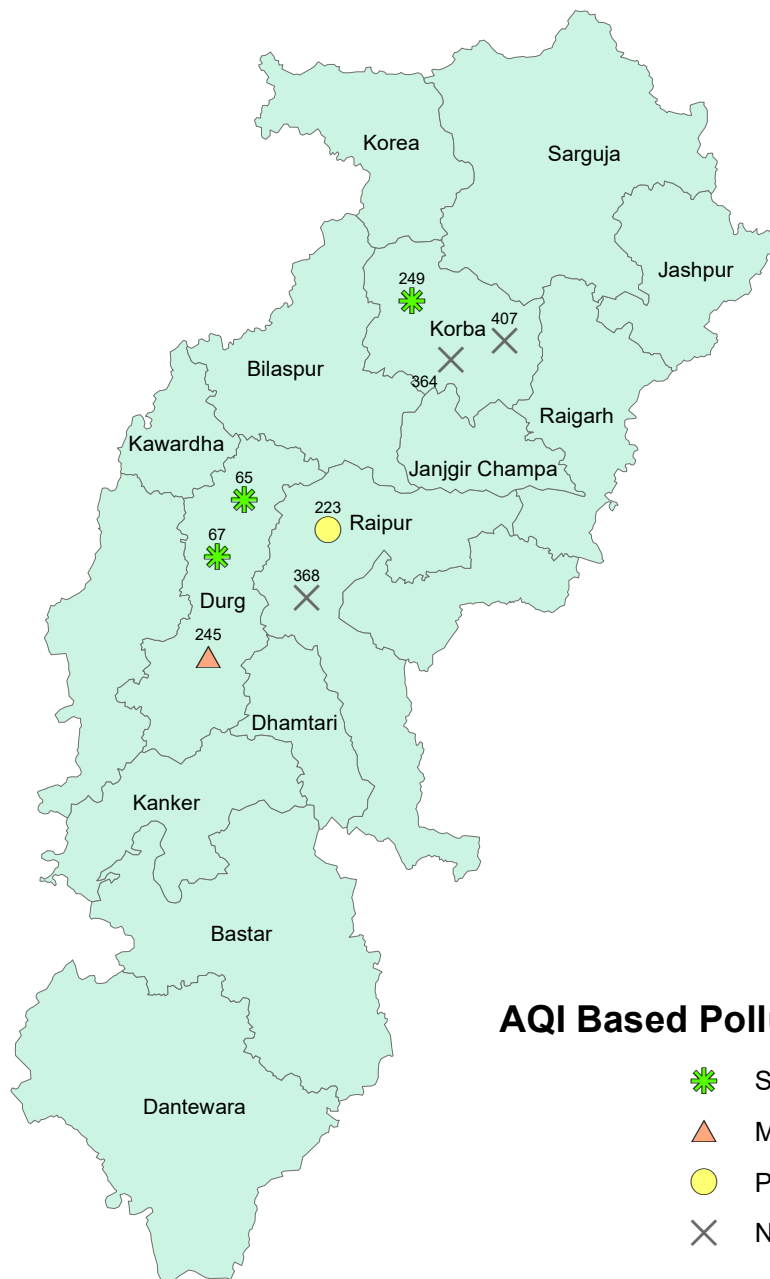 Korea
Sarguja
Jashpur
249
407
Korba
364
Bilaspur
Raigarh
Kawardha
Janjgir Champa
65
223
Raipur
67
368
Durg
245
Dhamtari
Kanker
Bastar
AQI Based Pollu
S
Dantewara
M
P
N